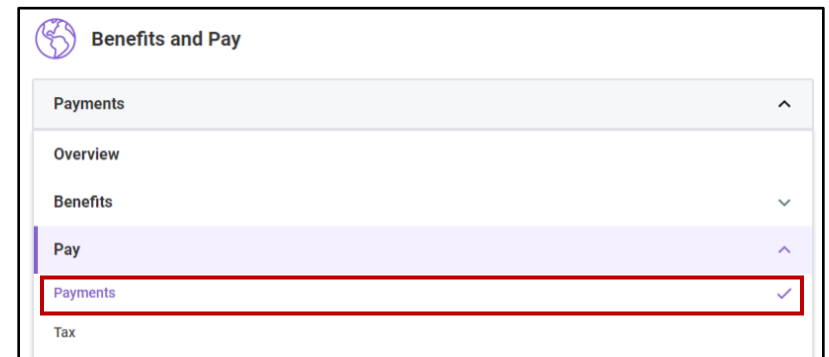 Benefits and Pay
Payments
Overview
Benefits
Pay
Payments
Tax